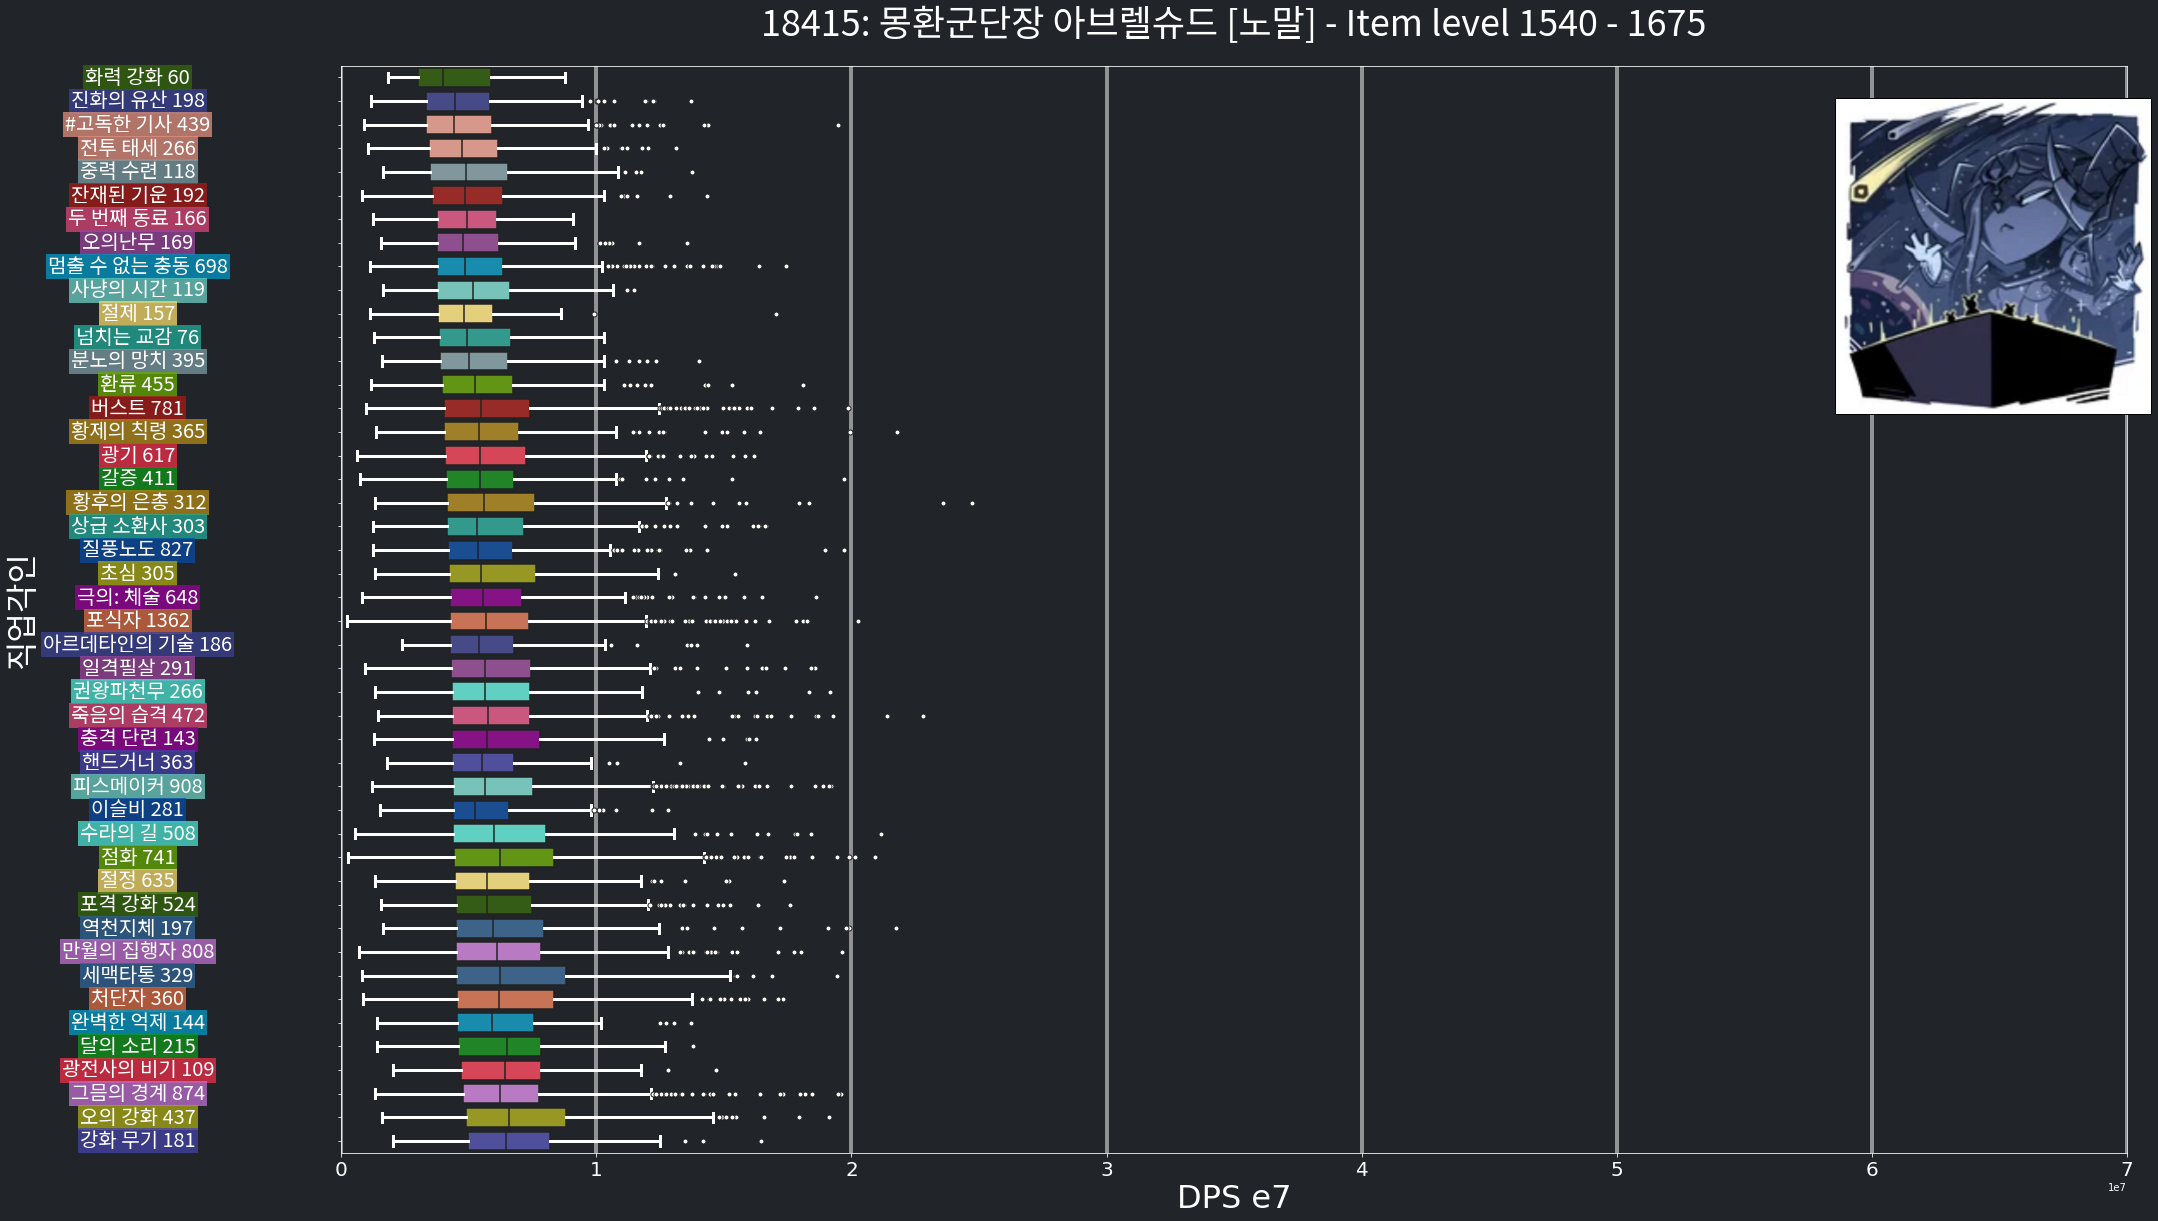 18415: 몽환군단장 아브렐슈드 [노말] - Item level 1540 - 1675
직업각인
화력 강화 60
진화의 유산 198
#고독한 기사 439
전투 태세 266
중력 수련 118
잔재된 기운 192
두 번째 동료 166
오의난무 169
멈출 수 없는 충동 698
사냥의 시간 119
절제 157
넘치는 교감 76
분노의 망치 395
환류 455
버스트 781
황제의 칙령 365
광기 617
갈증 411
황후의 은총 312
상급 소환사 303
질풍노도 827
초심 305
극의: 체술 648
포식자 1362
아르데타인의 기술 186
일격필살 291
권왕파천무 266
죽음의 습격 472
충격 단련 143
핸드거너 363
피스메이커 908
이슬비 281
수라의 길 508
점화 741
절정 635
포격 강화 524
역천지체 197
만월의 집행자 808
세맥타통 329
처단자 360
완벽한 억제 144
달의 소리 215
광전사의 비기 109
그믐의 경계 874
오의 강화 437
강화 무기 181
0 1 2 3 4 5 6 7
1e7
DPS e7